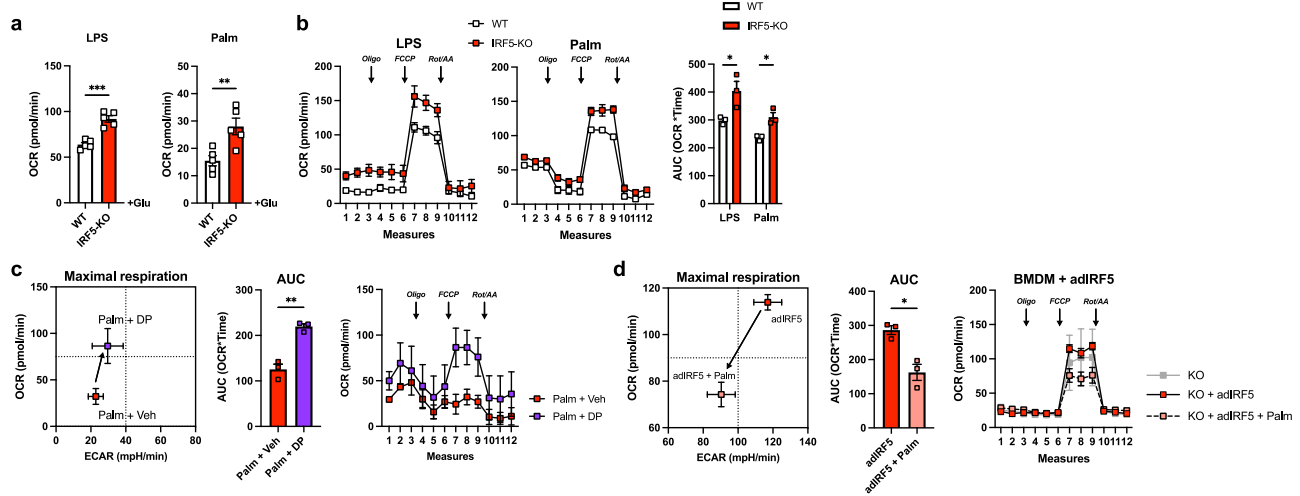 a
LPS
OCR (pmol/min)
150
100
50
0
***
WT
IRF5-KO
+Glu
Palm
OCR (pmol/min)
50
40
30
20
10
0
**
WT
IRF5-KO
+Glu
b
WT
IRF5-KO
LPS
Oligo
FCCP
Rot/AA
OCR (pmol/min)
200
150
100
50
0
1 2 3 4 5 6 7 8 9 10 11 12
Measures
Palm
Oligo
FCCP
Rot/AA
OCR (pmol/min)
200
150
100
50
0
1 2 3 4 5 6 7 8 9 10 11 12
Measures
WT
IRF5-KO
AUC (OCR *Time)
500
400
300
200
100
0
*
*
LPS
Palm
c
Maximal respiration
OCR (pmol/min)
150
125
100
75
50
25
0
Palm + DP
Palm + Veh
0 20 40 60 80
ECAR (mpH/min)
AUC
AUC (OCR*Time)
300
200
100
0
**
Palm + Veh
Palm + DP
Oligo
FCCP
Rot/AA
OCR (pmol/min)
150
100
50
0
Palm + Veh
Palm + DP
1 2 3 4 5 6 7 8 9 10 11 12
Measures
d
Maximal respiration
OCR (pmol/min)
120
100
80
60
adIRF5
adIRF5 + Palm
60 80 100 120 140
ECAR (mpH/min)
AUC
AUC (OCR*Time)
400
300
200
100
0
*
adIRF5
adIRF5 + Palm
BMDM + adIRF5
Oligo
FCCP
Rot/AA
OCR (pmol/min)
200
150
100
50
0
1 2 3 4 5 6 7 8 9 10 11 12
Measures
KO
KO + adIRF5
KO + adIRF5 + Palm